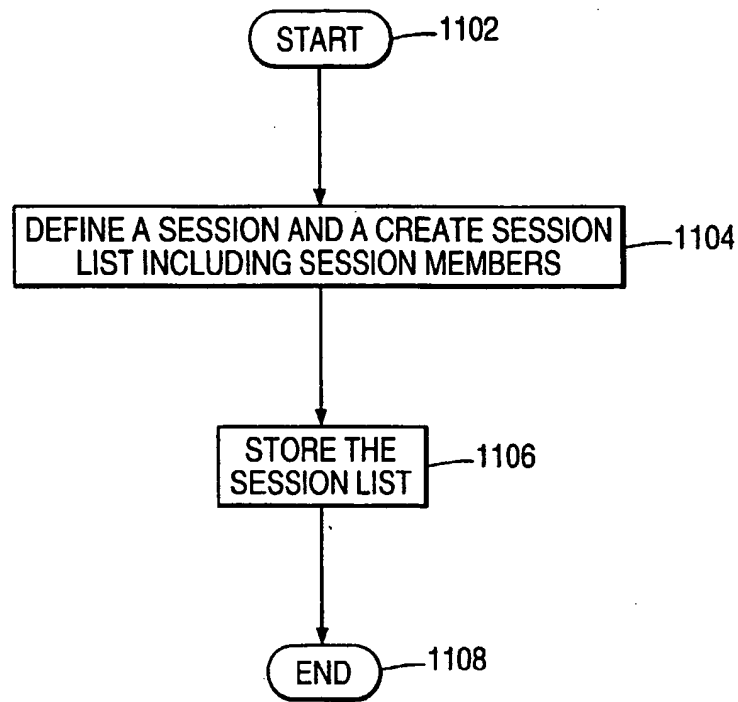 START
1102
DEFINE A SESSION AND A CREATE SESSION
LIST INCLUDING SESSION MEMBERS
1104
STORE THE
SESSION LIST
1106
END
1108